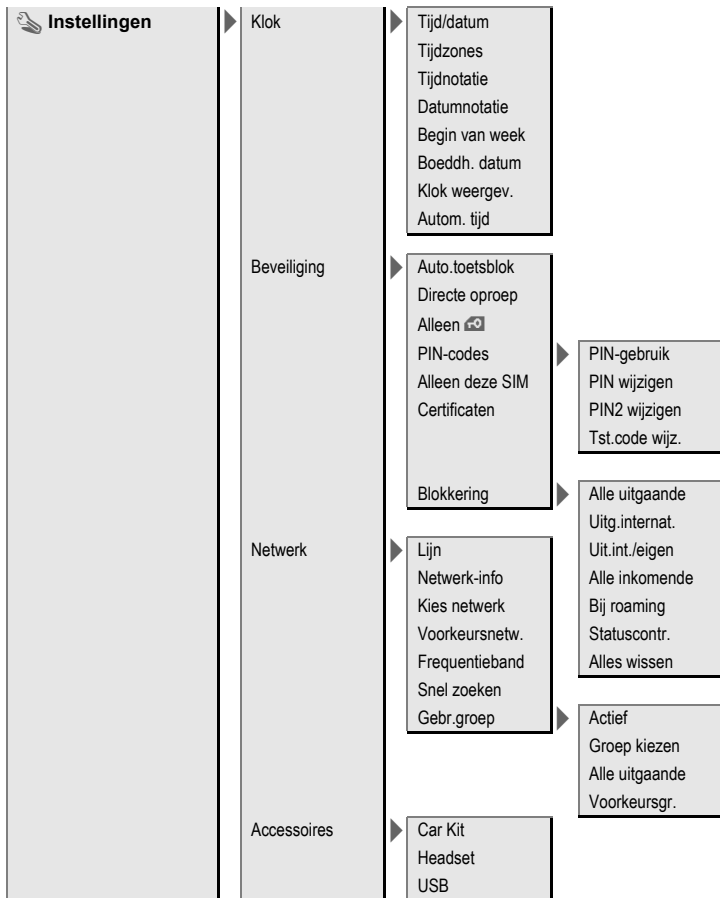 Instellingen
Klok
Tijd/datum
Tijdzones
Tijdnotatie
Datumnotatie
Begin van week
Boeddh. datum
Klok weergev.
Autom. tijd
Beveiliging
Auto.toetsblok
Directe oproep
Alleen
PIN-codes
PIN-gebruik
PIN wijzigen
PIN2 wijzigen
Tst.code wijz.
Alleen deze SIM
Certificaten
Blokkering
Alle uitgaande
Uitg.internat.
Uit.int./eigen
Alle inkomende
Bij roaming
Statuscontr.
Alles wissen
Netwerk
Lijn
Netwerk-info
Kies netwerk
Voorkeursnetw.
Frequentieband
Snel zoeken
Gebr.groep
Actief
Groep kiezen
Alle uitgaande
Voorkeursgr.
Accessoires
Car Kit
Headset
USB